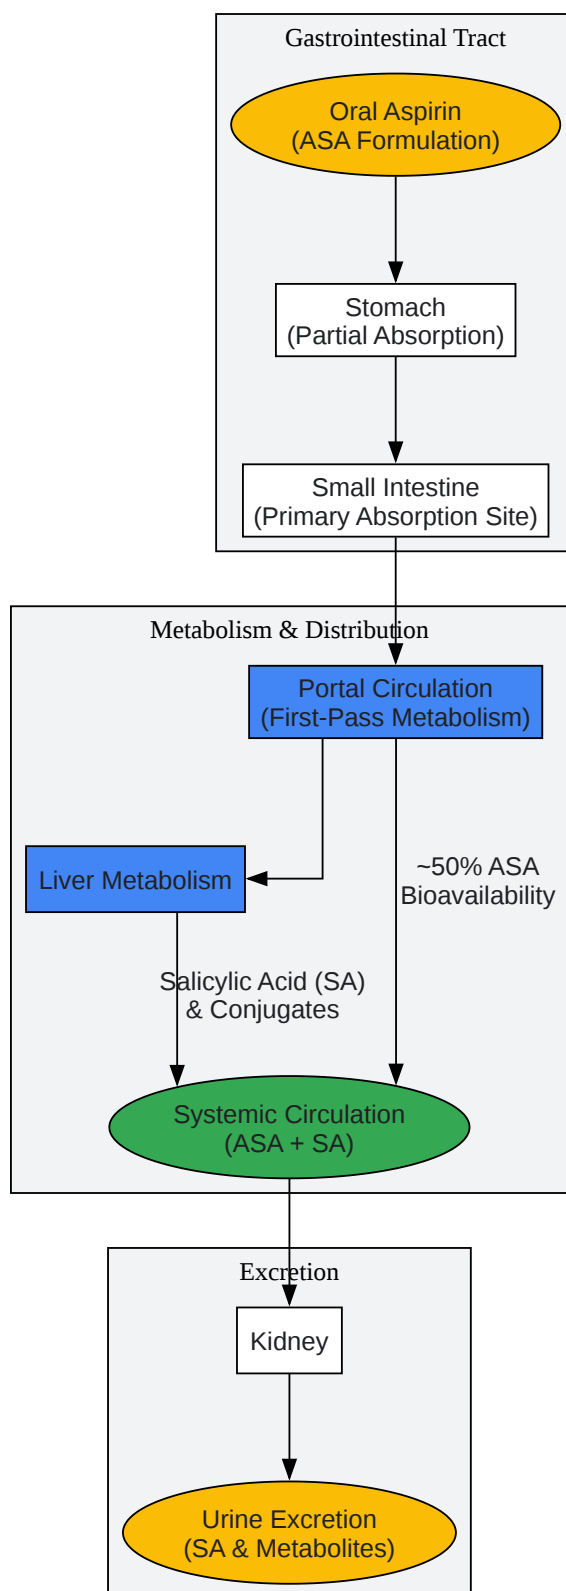 Gastrointestinal Tract
Oral Aspirin
(ASA Formulation)
Stomach
(Partial Absorption)
Small Intestine
(Primary Absorption Site)
Metabolism & Distribution
Portal Circulation
(First-Pass Metabolism)
Liver Metabolism
~50% ASA
Bioavailability
Salicylic Acid (SA)
& Conjugates
Systemic Circulation
(ASA + SA)
Excretion
Kidney
Urine Excretion
(SA & Metabolites)